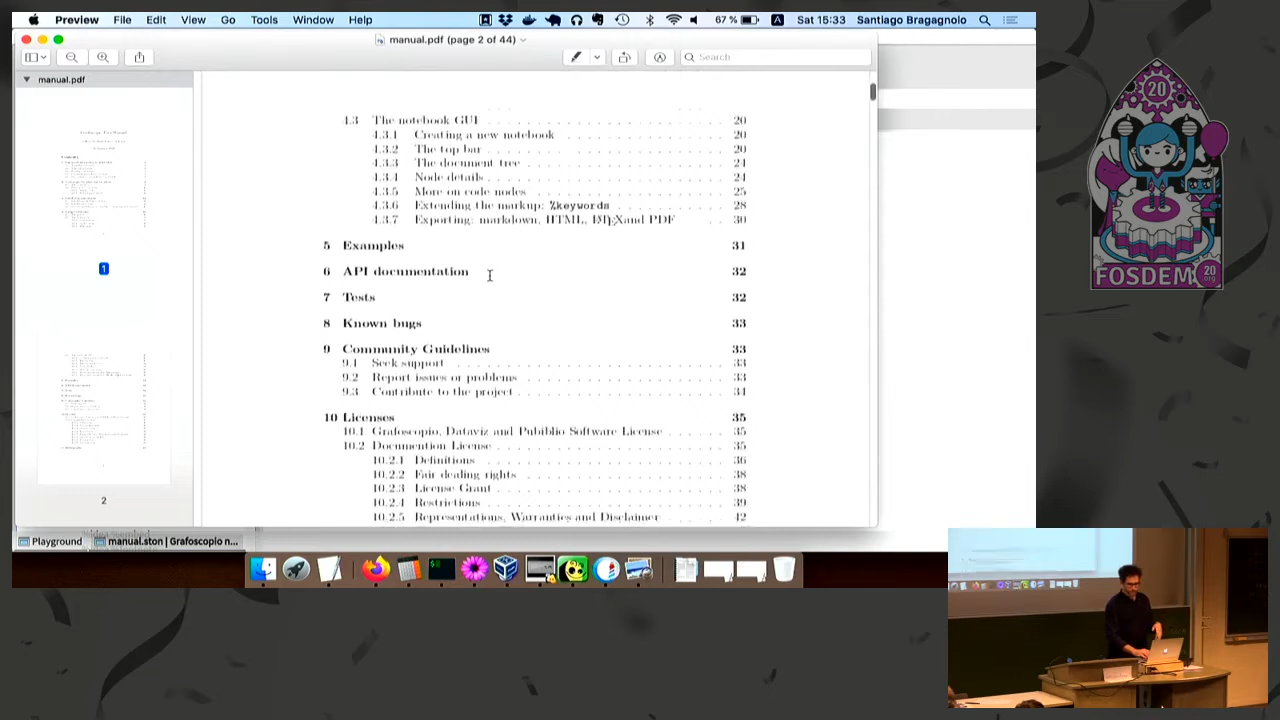 Preview File Edit View Go Tools Window Help 67 % Sat 15:33 Santiago Bragagnolo
manual.pdf (page 2 of 44)
Search
manual.pdf
1
2
4.3 The notebook GUI 20
4.3.1 Creating a new notebook 20
4.3.2 The top bar 20
4.3.3 The document tree 21
4.3.4 Node details 24
4.3.5 More on code nodes 25
4.3.6 Extending the markup: %keywords 28
4.3.7 Exporting: markdown, HTML, LATEXand PDF 30
5 Examples 31
6 API documentation 32
7 Tests 32
8 Known bugs 33
9 Community Guidelines 33
9.1 Seek support 33
9.2 Report issues or problems 33
9.3 Contribute to the project 34
10 Licenses 35
10.1 Grafoscopio, Dataviz and Pubiblio Software License 35
10.2 Documention License 35
10.2.1 Definitions 36
10.2.2 Fair dealing rights 38
10.2.3 License Grant 38
10.2.4 Restrictions 39
10.2.5 Representations, Warranties and Disclaimer 42
Playground manual.ston | Grafoscopio n...
20
FOSDEM 20
.org